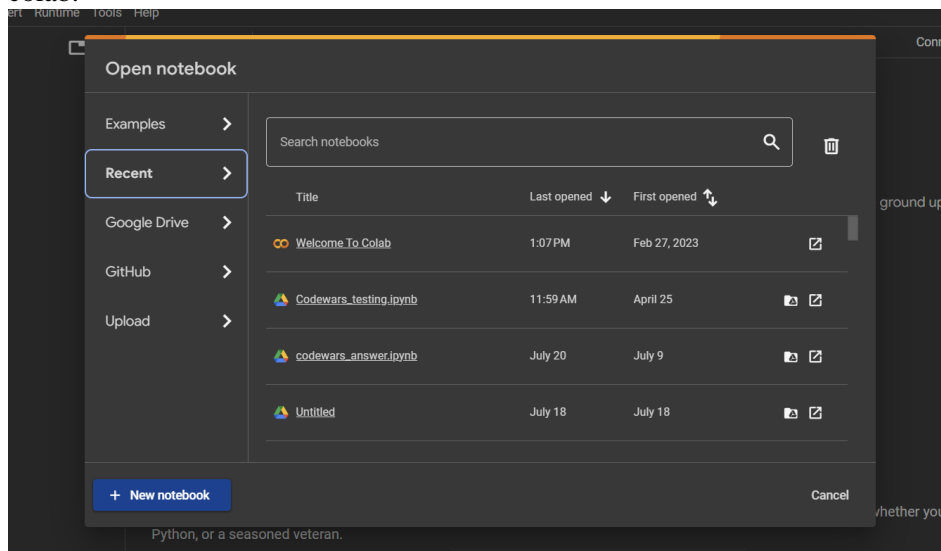 ert Runtime Tools Help
Conn
Open notebook
Examples
Recent
Google Drive
GitHub
Upload
Search notebooks
Title Last opened First opened
Welcome To Colab 1:07 PM Feb 27, 2023
Codewars_testing.ipynb 11:59 AM April 25
codewars_answer.ipynb July 20 July 9
Untitled July 18 July 18
+ New notebook
Cancel
ground up
whether you
Python, or a seasoned veteran.